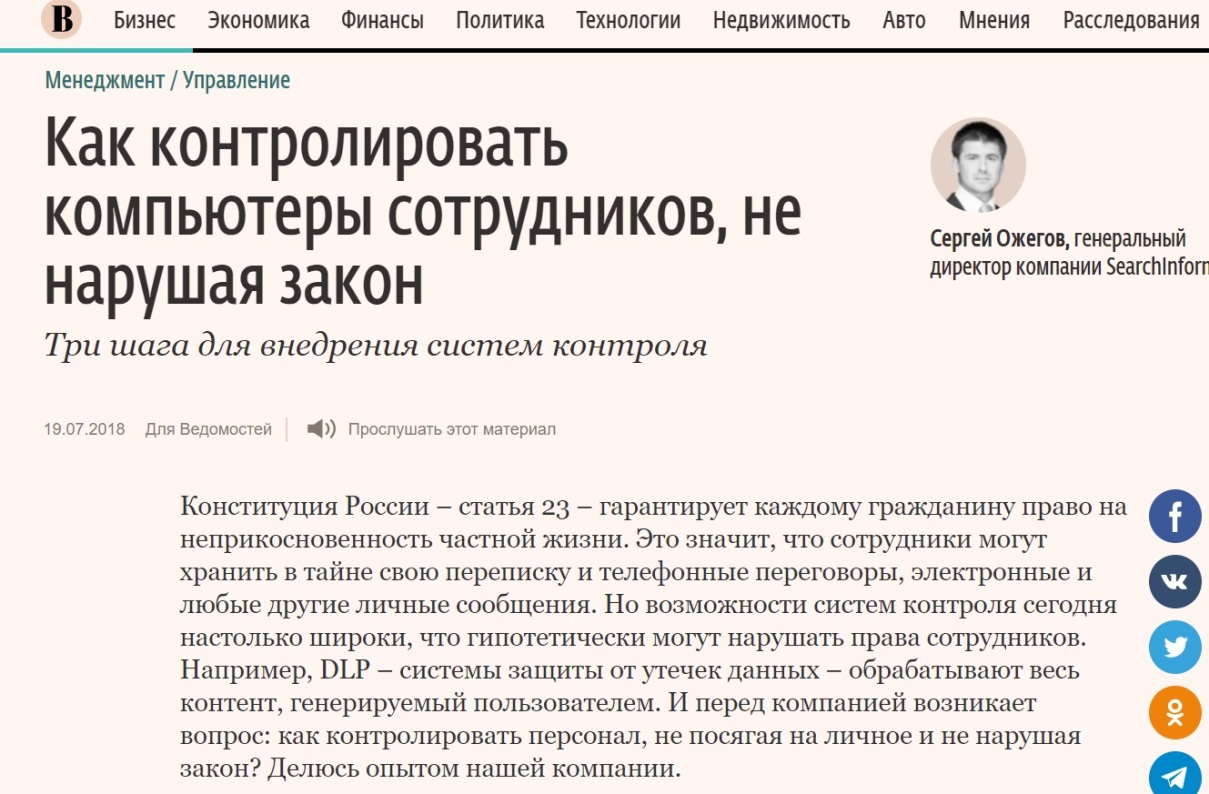 В Бизнес Экономика Финансы Политика Технологии Недвижимость Авто Мнения Расследования
Менеджмент / Управление
Как контролировать
компьютеры сотрудников, не
нарушая закон
Три шага для внедрения систем контроля
Сергей Ожегов, генеральный
директор компании SearchInform
19.07.2018 Для Ведомостей Прослушать этот материал
Конституция России – статья 23 – гарантирует каждому гражданину право на
неприкосновенность частной жизни. Это значит, что сотрудники могут
хранить в тайне свою переписку и телефонные переговоры, электронные и
любые другие личные сообщения. Но возможности систем контроля сегодня
настолько широки, что гипотетически могут нарушать права сотрудников.
Например, DLP – системы защиты от утечек данных – обрабатывают весь
контент, генерируемый пользователем. И перед компанией возникает
вопрос: как контролировать персонал, не посягая на личное и не нарушая
закон? Делюсь опытом нашей компании.